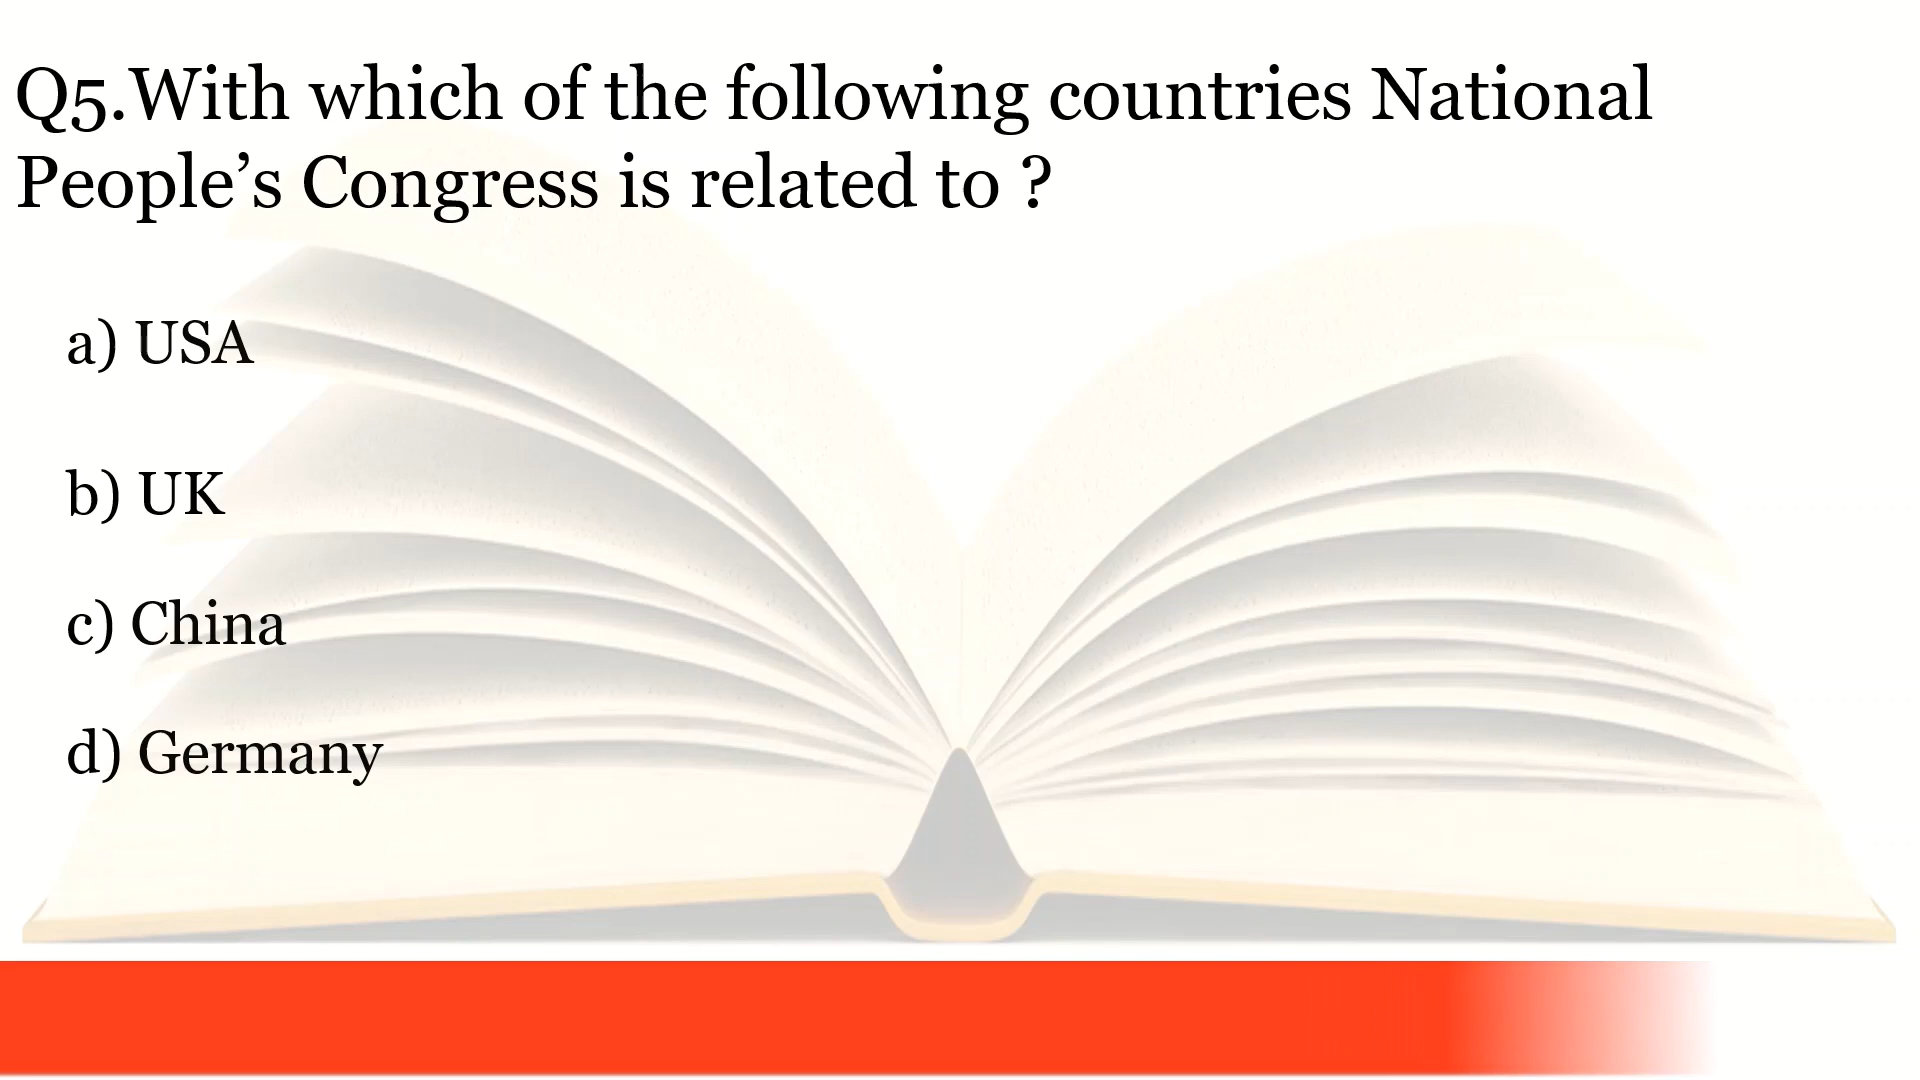 Q5.With which of the following countries National
People’s Congress is related to ?
a) USA
b) UK
c) China
d) Germany